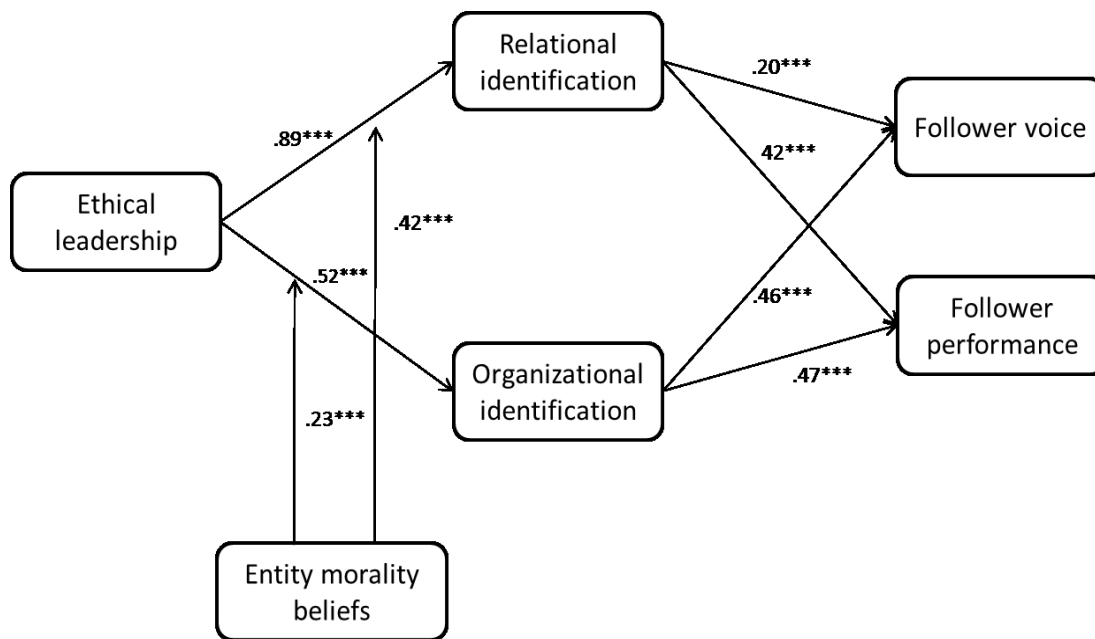 Relational
identification
.20***
Follower voice
.89***
42***
Ethical
leadership
.42***
.52***
.46***
Follower
performance
Organizational
identification
.47***
.23***
Entity morality
beliefs